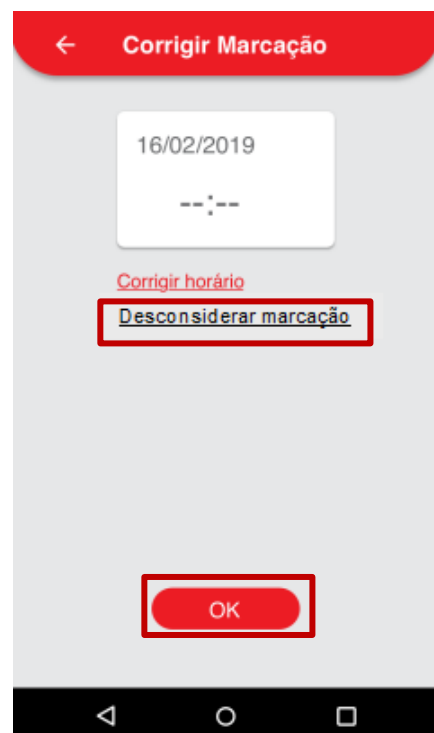 Corrigir Marcação
16/02/2019
--:--
Corrigir horário
Desconsiderar marcação
OK